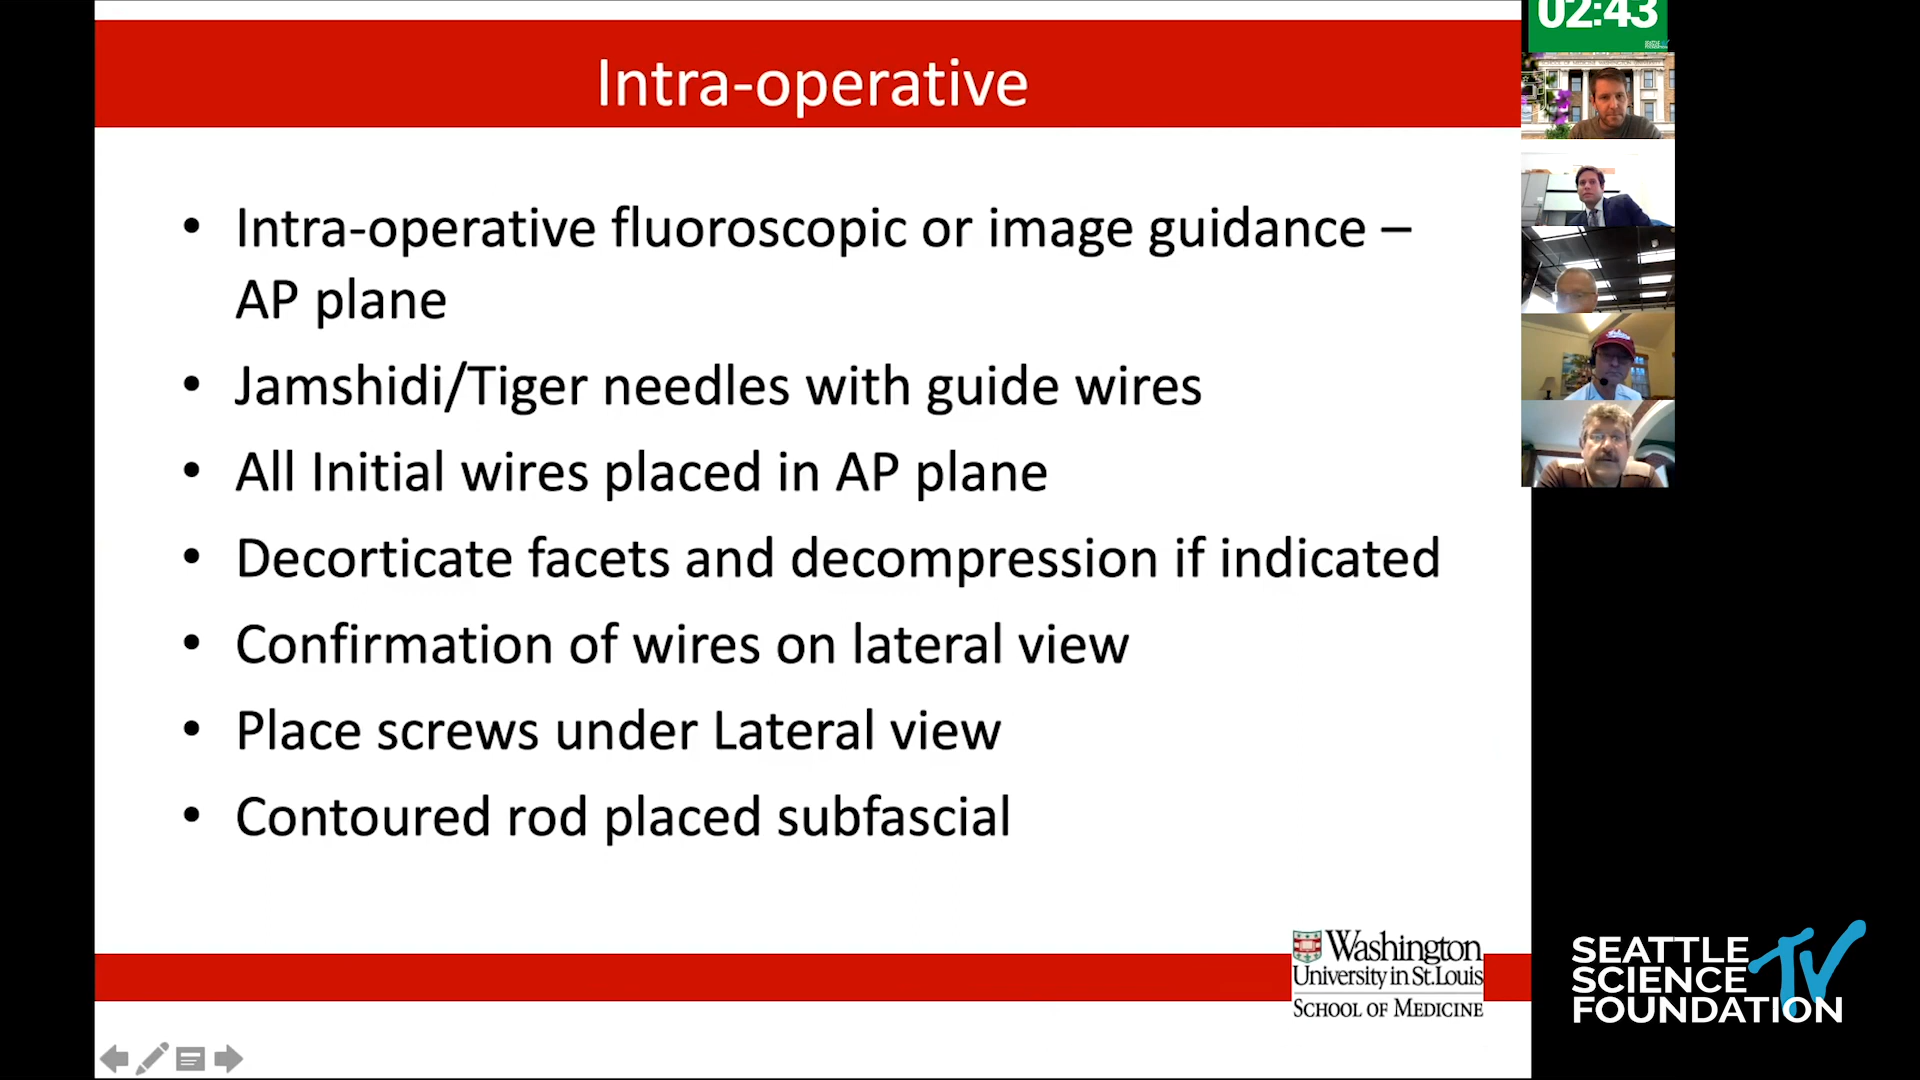 02:43
Intra-operative
• Intra-operative fluoroscopic or image guidance –
AP plane
• Jamshidi/Tiger needles with guide wires
• All Initial wires placed in AP plane
• Decorticate facets and decompression if indicated
• Confirmation of wires on lateral view
• Place screws under Lateral view
• Contoured rod placed subfascial
Washington
University in St. Louis
SCHOOL OF MEDICINE
SEATTLE
SCIENCE TV
FOUNDATION